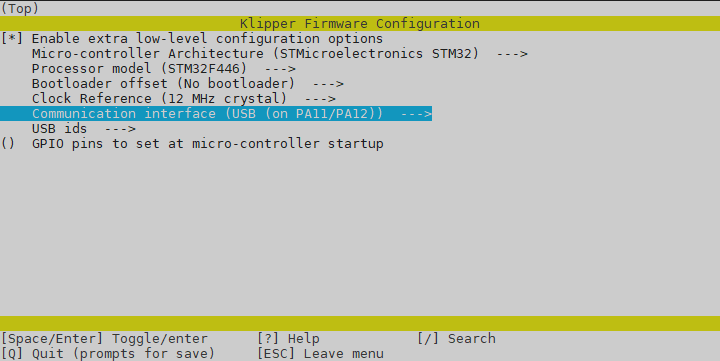 (Top)
Klipper Firmware Configuration
[*] Enable extra low-level configuration options
Micro-controller Architecture (STMicroelectronics STM32)  --->
Processor model (STM32F446)  --->
Bootloader offset (No bootloader)  --->
Clock Reference (12 MHz crystal)  --->
Communication interface (USB (on PA11/PA12))  --->
USB ids  --->
()  GPIO pins to set at micro-controller startup
[Space/Enter] Toggle/enter     [?] Help     [/] Search
[Q] Quit (prompts for save)     [ESC] Leave menu